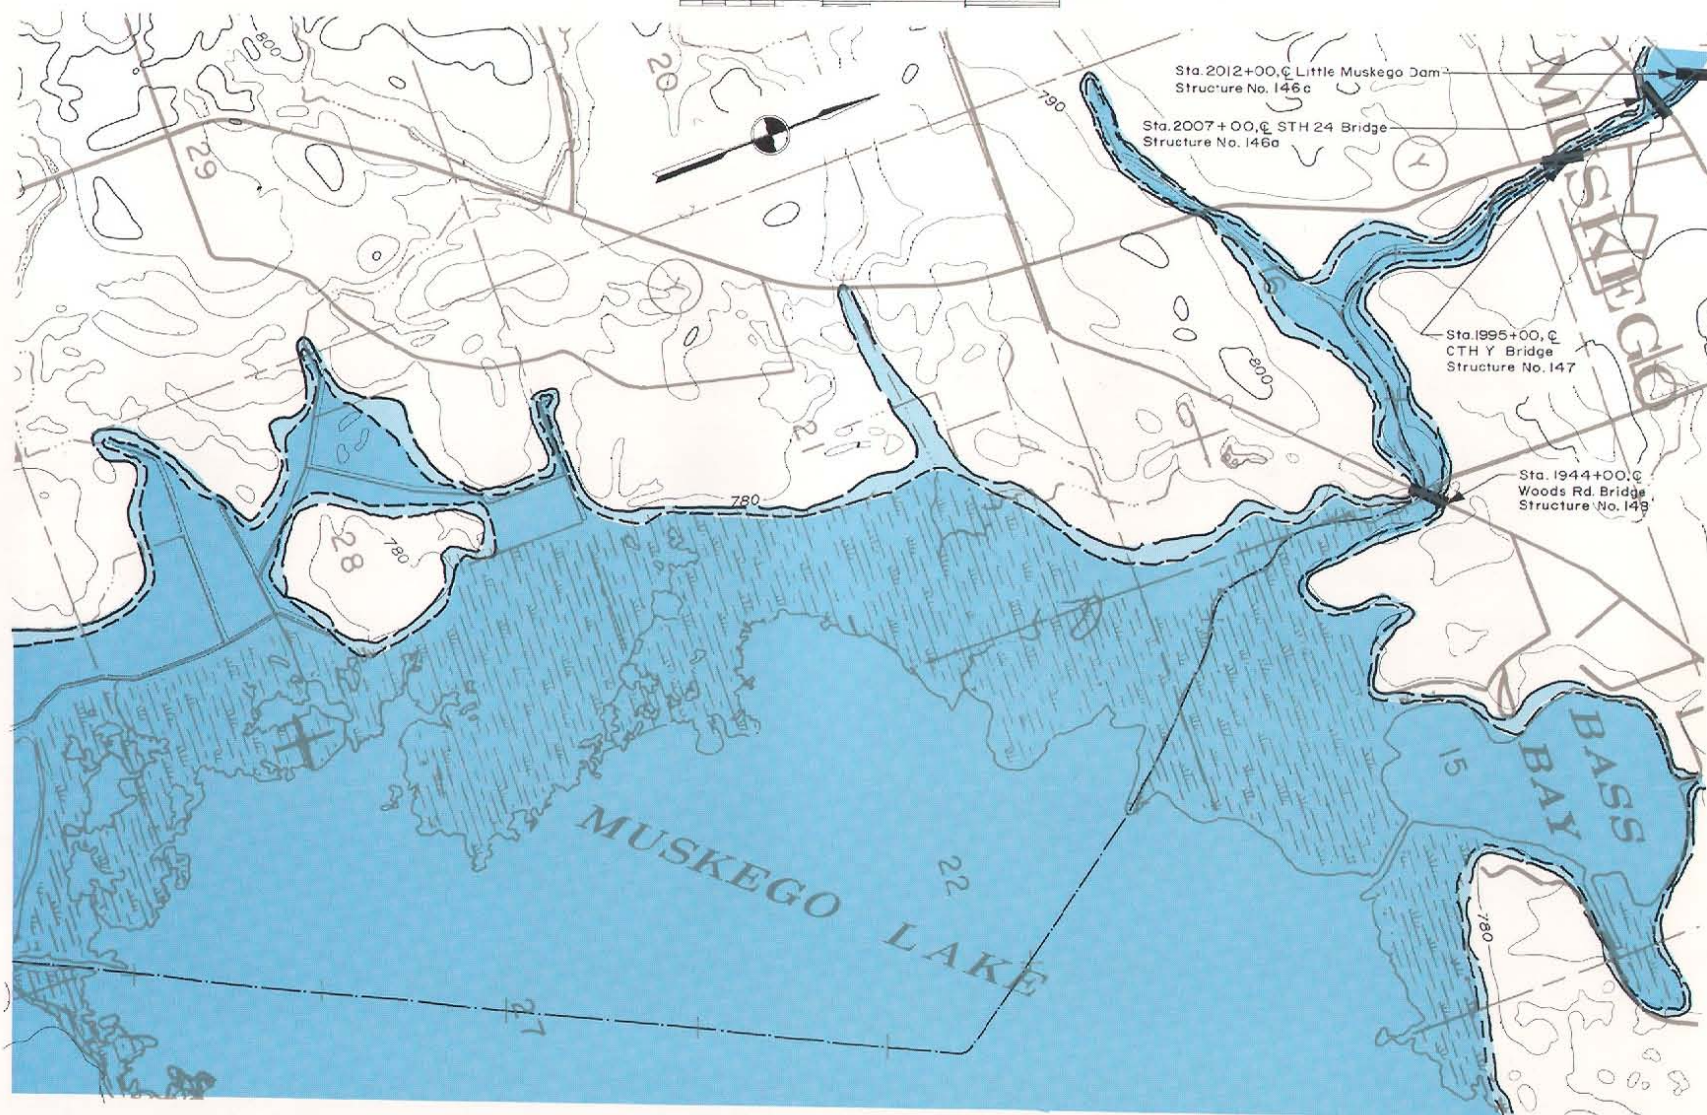 800
20
790
Sta. 2012+00, ℄ Little Muskego Dam
Structure No. 146c
Sta. 2007+00, ℄ STH 24 Bridge
Structure No. 146a
Y
MUSKEGO
29
Y
16
Sta. 1995+00, ℄
CTH Y Bridge
Structure No. 147
800
21
780
Sta. 1944+00, ℄
Woods Rd. Bridge
Structure No. 148
28
780
15
BASS
BAY
MUSKEGO
LAKE
22
780
27